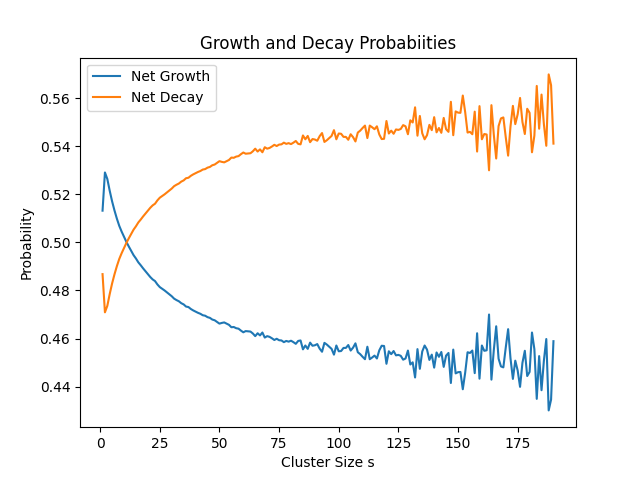 Growth and Decay Probabiities
Net Growth
Net Decay
Probability
0.56
0.54
0.52
0.50
0.48
0.46
0.44
0 25 50 75 100 125 150 175
Cluster Size s